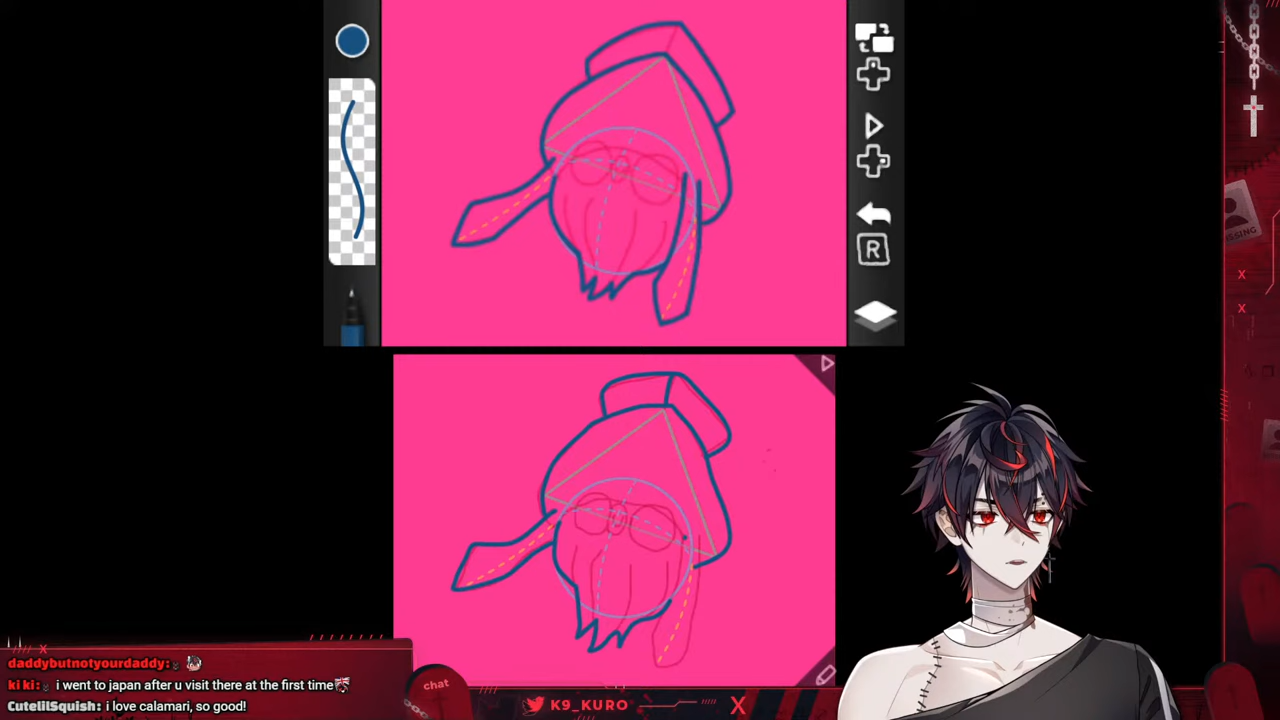 R
MISSING
X
X
X
daddybutnotyourdaddy:
ki ki: i went to japan after u visit there at the first time
CutelilSquish: i love calamari, so good!
chat
K9_KURO
X